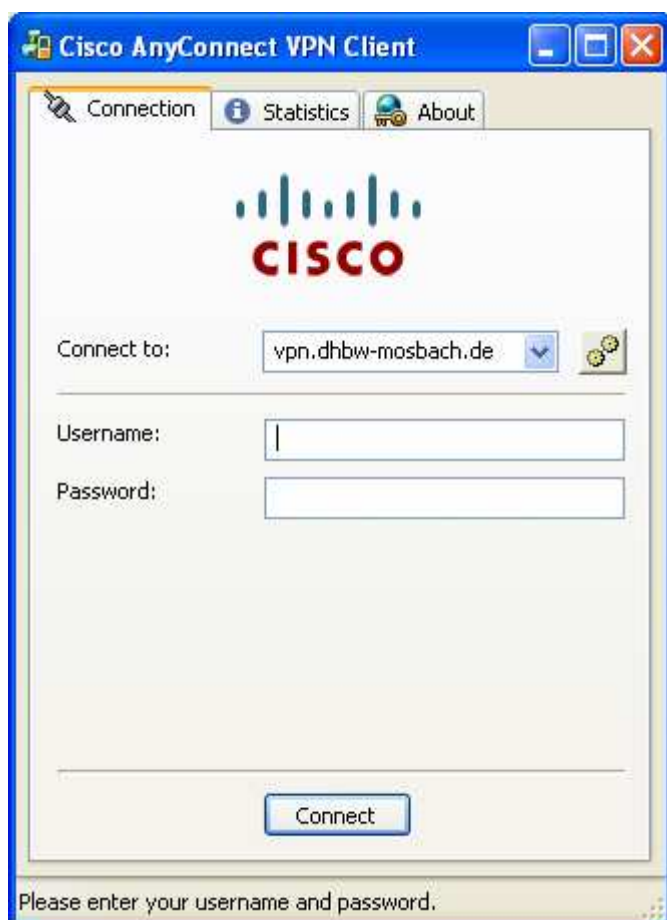 Cisco AnyConnect VPN Client
Connection Statistics About
CISCO
Connect to: vpn.dhbw-mosbach.de
Username:
Password:
Connect
Please enter your username and password.